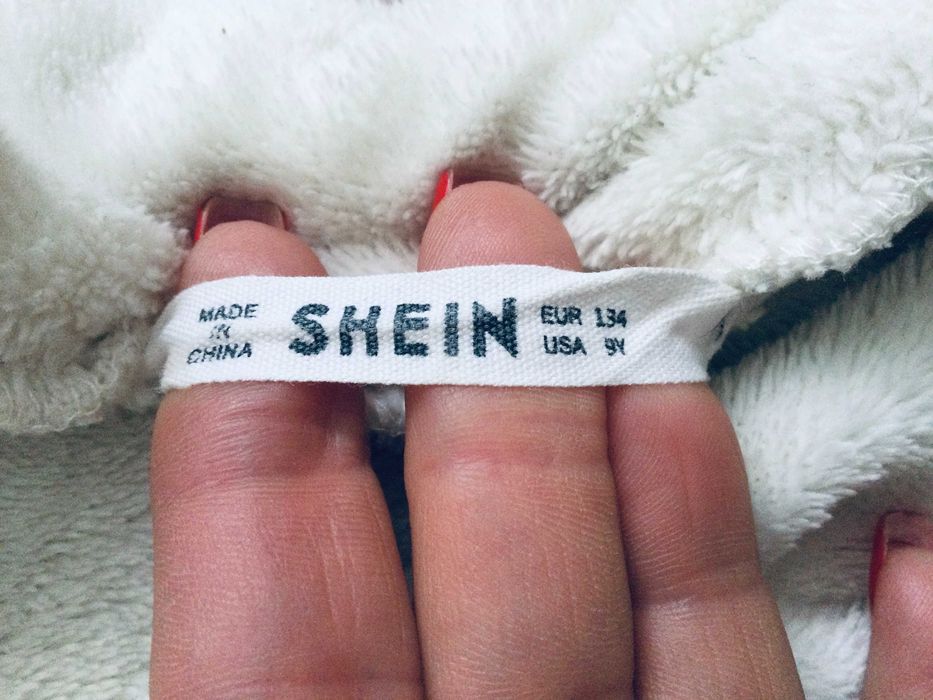 MADE
IN
CHINA
SHEIN
EUR 134
USA 9Y